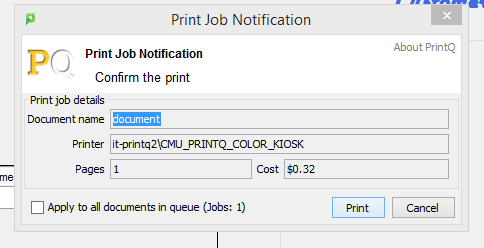 Print Job Notification
About PrintQ
PQ Print Job Notification
Confirm the print
Print job details
Document name document
Printer it-printq2\CMU_PRINTQ_COLOR_KIOSK
Pages 1 Cost $0.32
Apply to all documents in queue (Jobs: 1) Print Cancel